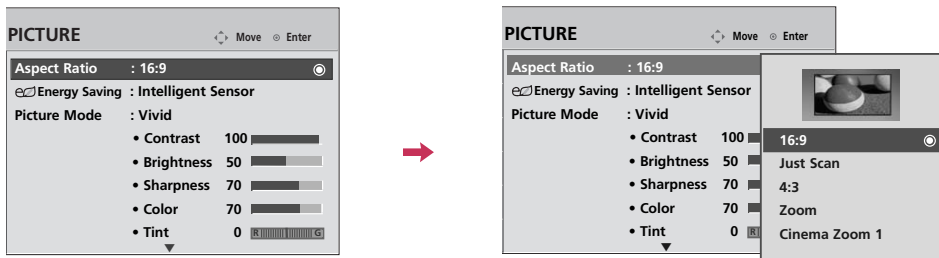 PICTURE Move Enter
Aspect Ratio : 16:9
Energy Saving : Intelligent Sensor
Picture Mode : Vivid
• Contrast 100
• Brightness 50
• Sharpness 70
• Color 70
• Tint 0 R G
PICTURE Move Enter
Aspect Ratio : 16:9
Energy Saving : Intelligent Sensor
Picture Mode : Vivid
• Contrast 100
• Brightness 50
• Sharpness 70
• Color 70
• Tint 0 R
16:9
Just Scan
4:3
Zoom
Cinema Zoom 1